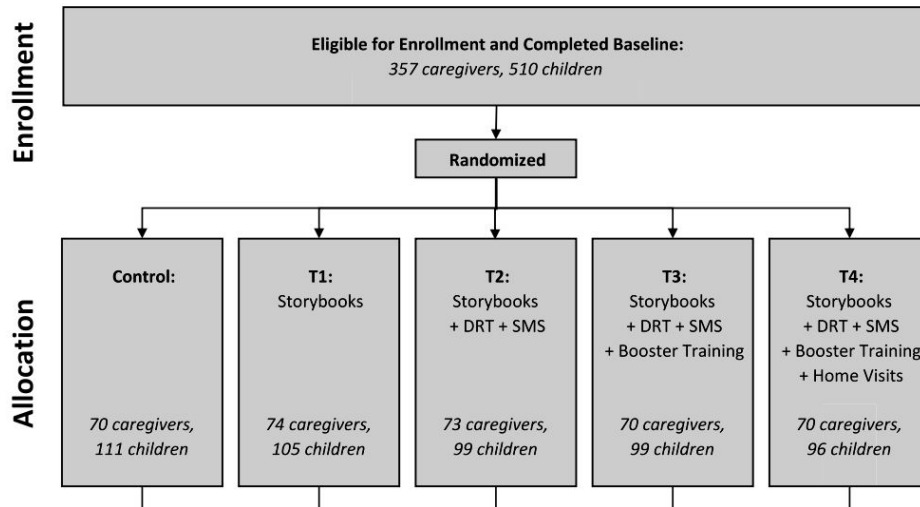 Enrollment
Eligible for Enrollment and Completed Baseline:
357 caregivers, 510 children
Randomized
Allocation
Control:
70 caregivers,
111 children
T1:
Storybooks
74 caregivers,
105 children
T2:
Storybooks
+ DRT + SMS
73 caregivers,
99 children
T3:
Storybooks
+ DRT + SMS
+ Booster Training
70 caregivers,
99 children
T4:
Storybooks
+ DRT + SMS
+ Booster Training
+ Home Visits
70 caregivers,
96 children